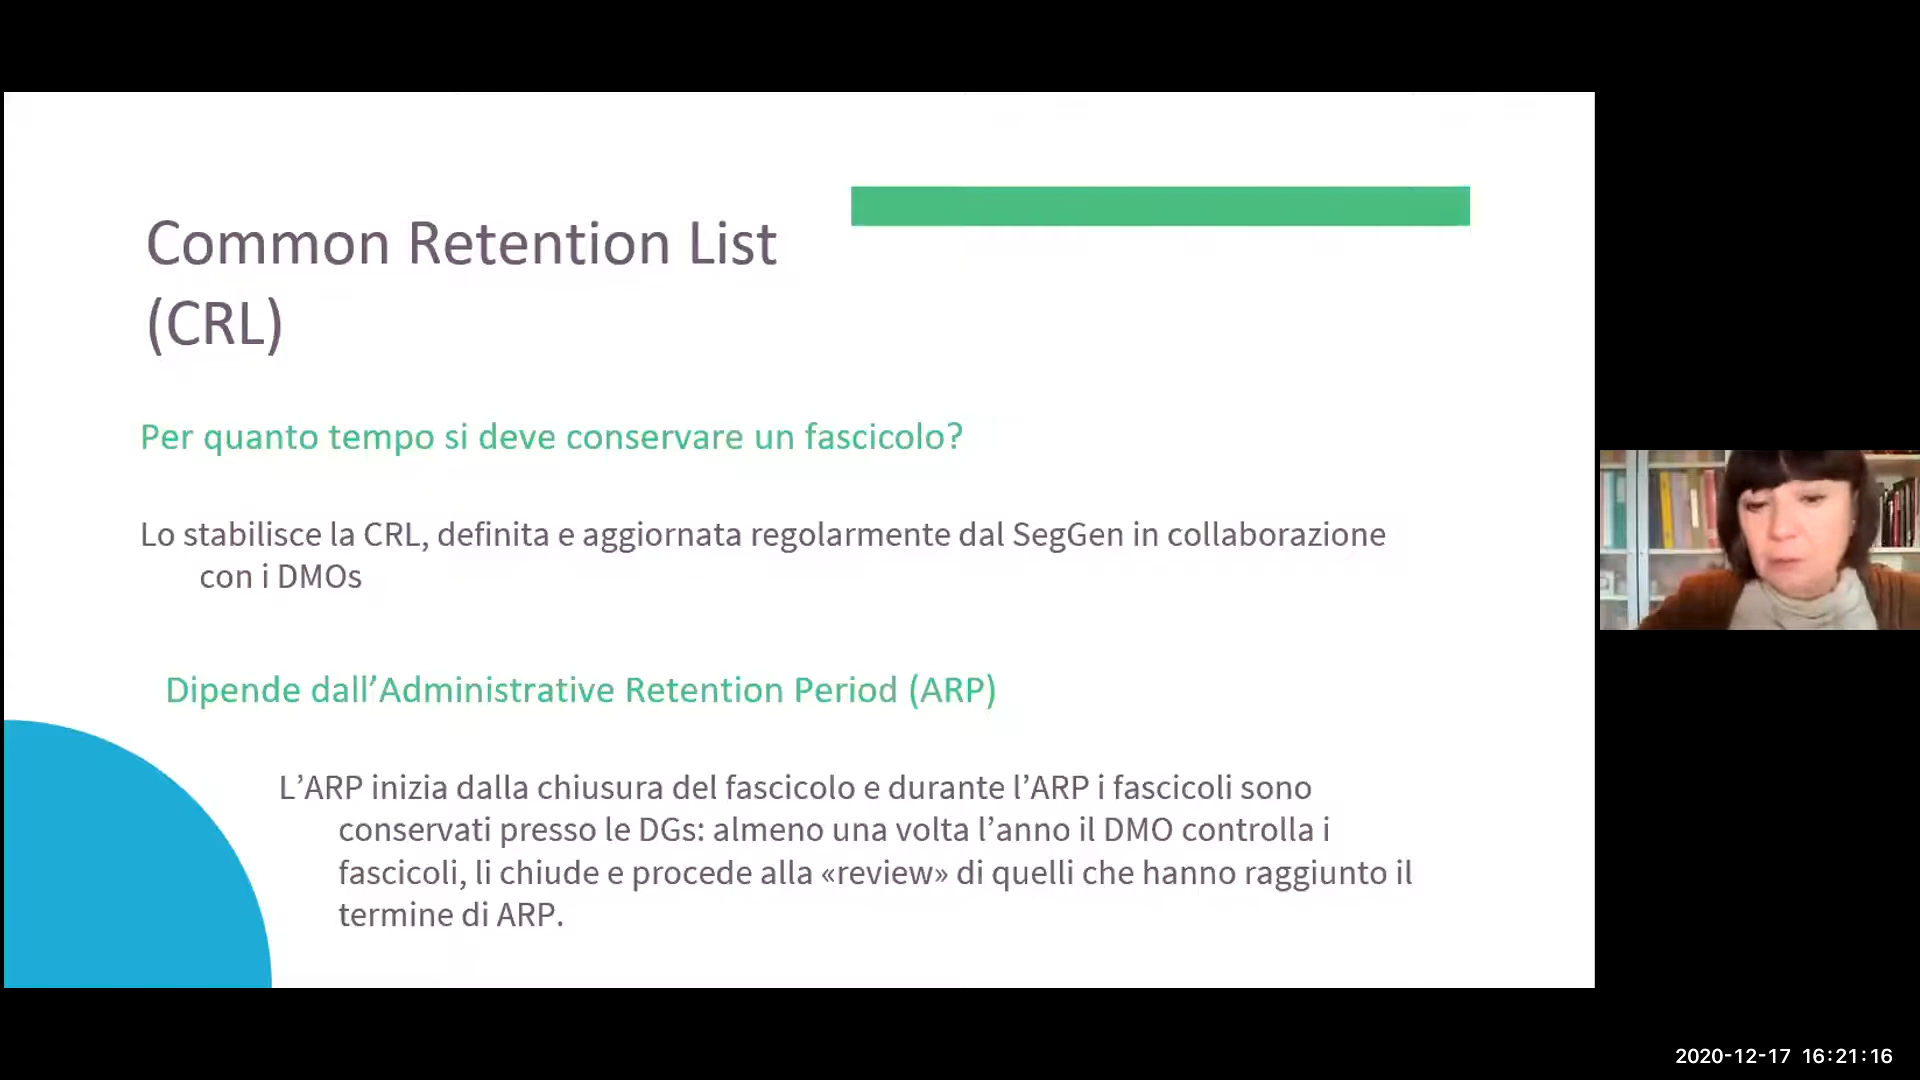 Common Retention List
(CRL)
Per quanto tempo si deve conservare un fascicolo?
Lo stabilisce la CRL, definita e aggiornata regolarmente dal SegGen in collaborazione
con i DMOs
Dipende dall’Administrative Retention Period (ARP)
L’ARP inizia dalla chiusura del fascicolo e durante l’ARP i fascicoli sono
conservati presso le DGs: almeno una volta l’anno il DMO controlla i
fascicoli, li chiude e procede alla «review» di quelli che hanno raggiunto il
termine di ARP.
2020-12-17 16:21:16